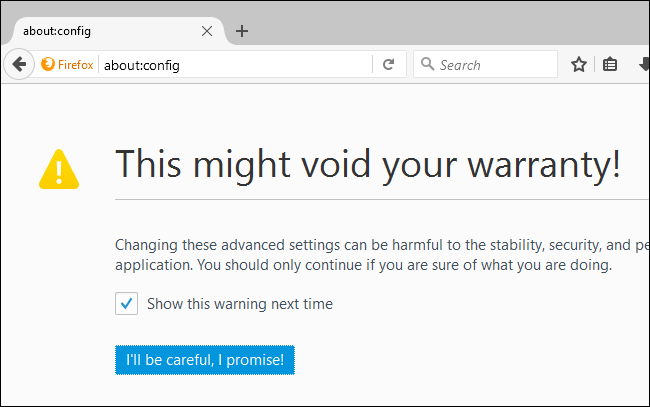 about:config
Firefox about:config Search
This might void your warranty!
Changing these advanced settings can be harmful to the stability, security, and
application. You should only continue if you are sure of what you are doing.
Show this warning next time
I'll be careful, I promise!